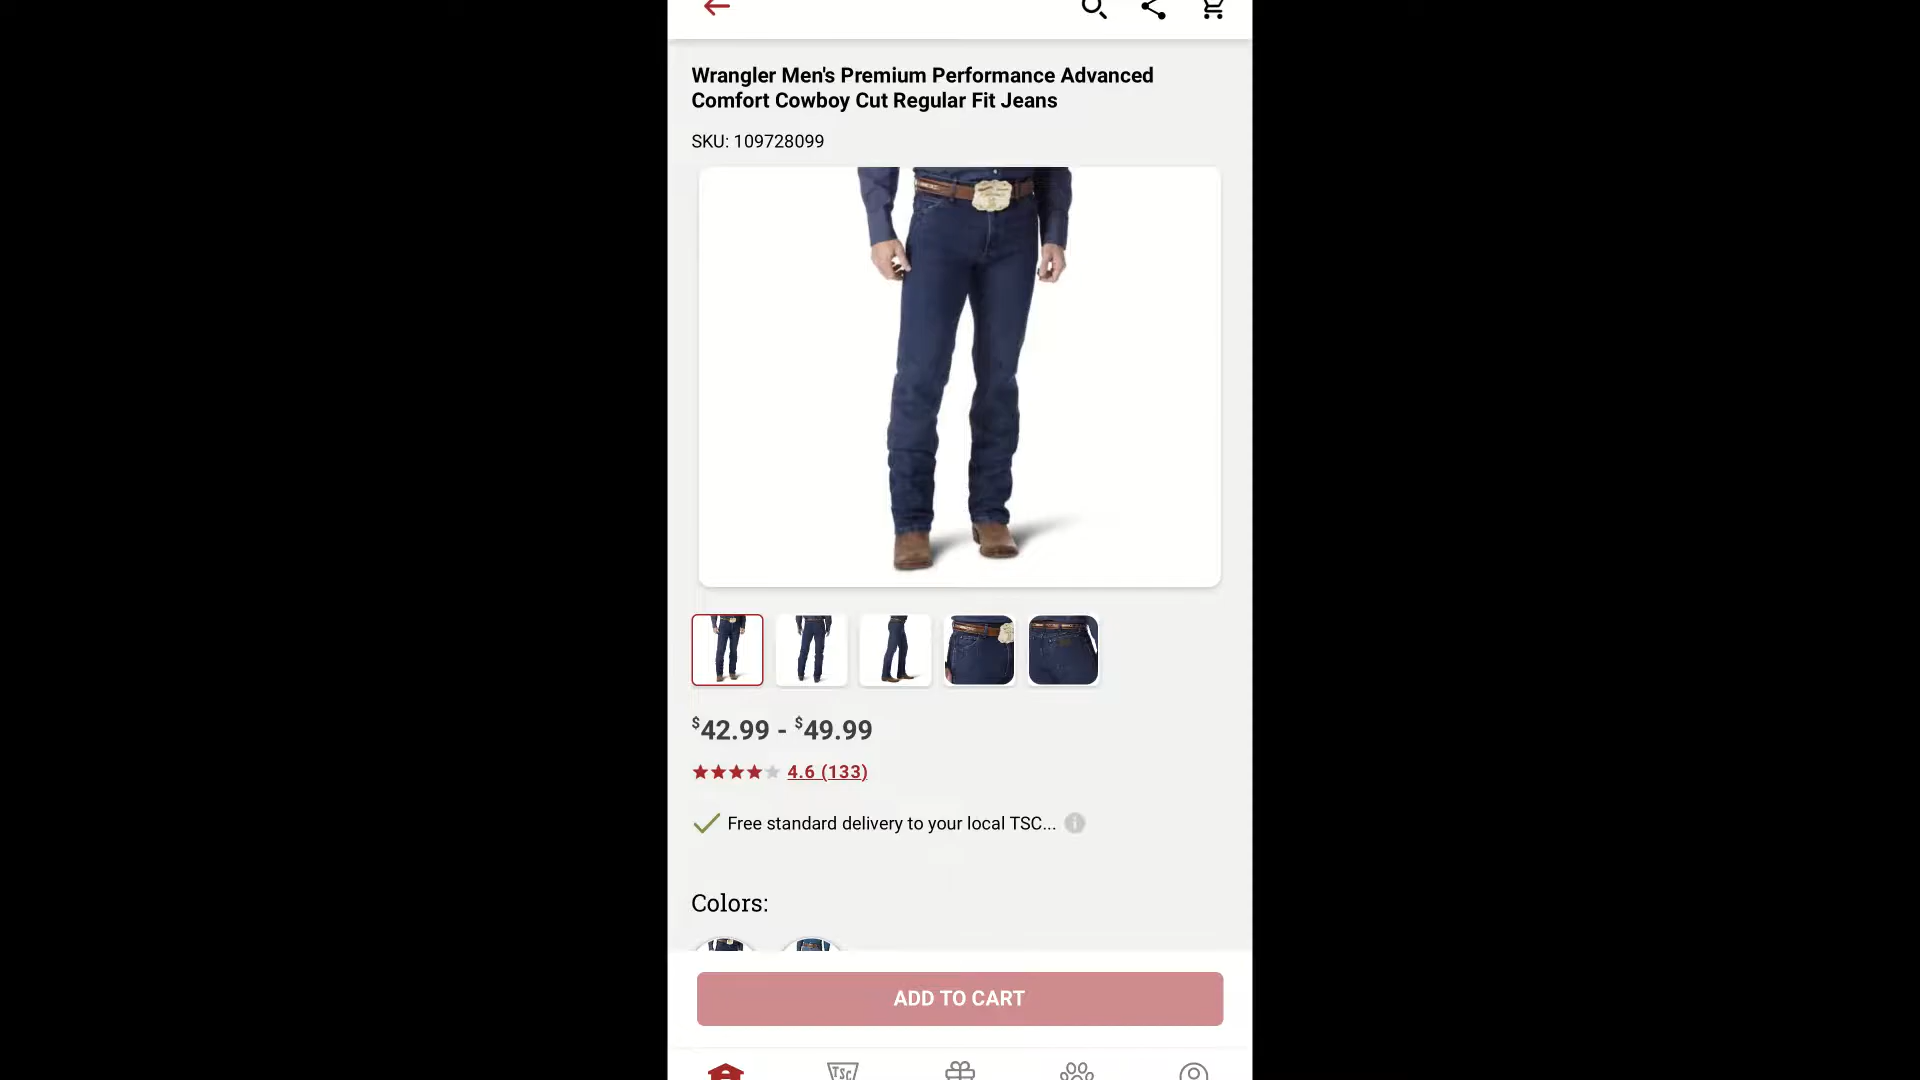 Wrangler Men's Premium Performance Advanced
Comfort Cowboy Cut Regular Fit Jeans
SKU: 109728099
$42.99 - $49.99
4.6 (133)
Free standard delivery to your local TSC...
Colors:
ADD TO CART
TSC